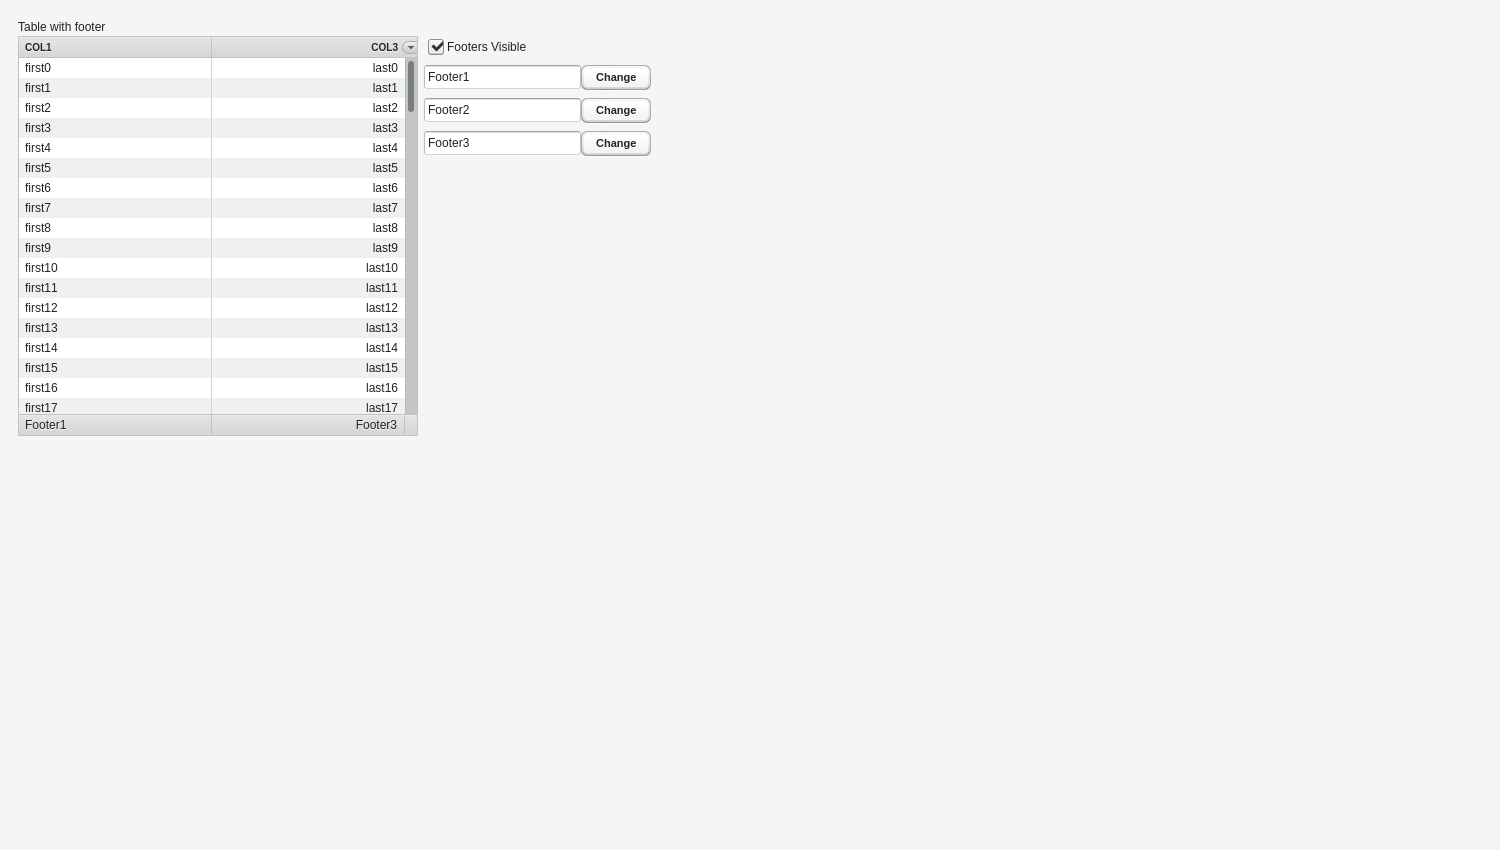 Table with footer
COL1 COL3
first0 last0
first1 last1
first2 last2
first3 last3
first4 last4
first5 last5
first6 last6
first7 last7
first8 last8
first9 last9
first10 last10
first11 last11
first12 last12
first13 last13
first14 last14
first15 last15
first16 last16
first17 last17
Footer1 Footer3
Footers Visible
Footer1 Change
Footer2 Change
Footer3 Change